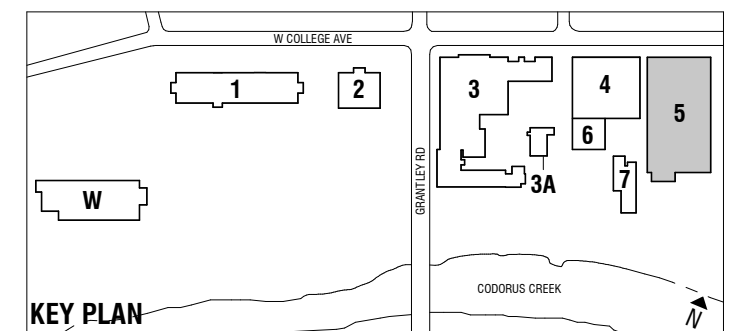 W COLLEGE AVE
1
2
3
4
5
6
3A
7
GRANTLEY RD
W
CODORUS CREEK
KEY PLAN
N